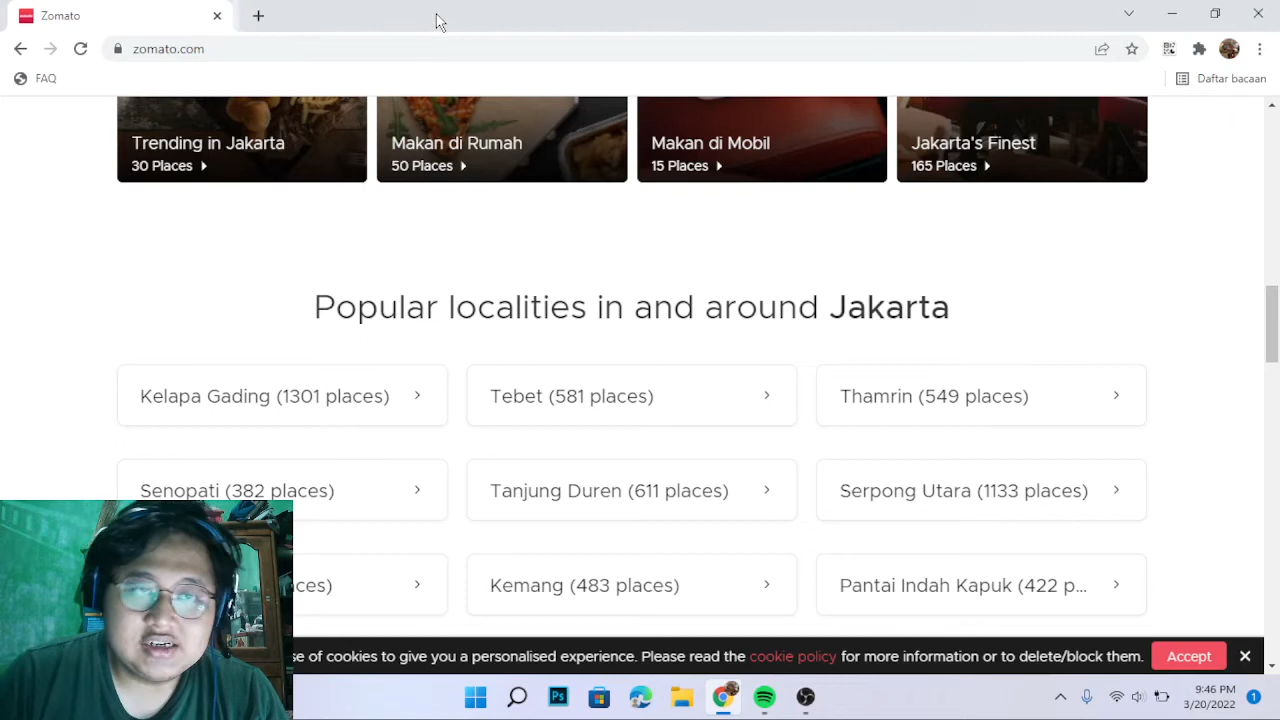 Zomato
zomato.com
FAQ
Daftar bacaan
Trending in Jakarta
30 Places
Makan di Rumah
50 Places
Makan di Mobil
15 Places
Jakarta's Finest
165 Places
Popular localities in and around Jakarta
Kelapa Gading (1301 places)
Tebet (581 places)
Thamrin (549 places)
Senopati (382 places)
Tanjung Duren (611 places)
Serpong Utara (1133 places)
Kemang (483 places)
Pantai Indah Kapuk (422 p...
of cookies to give you a personalised experience. Please read the cookie policy for more information or to delete/block them.
Accept
9:46 PM
3/20/2022
1